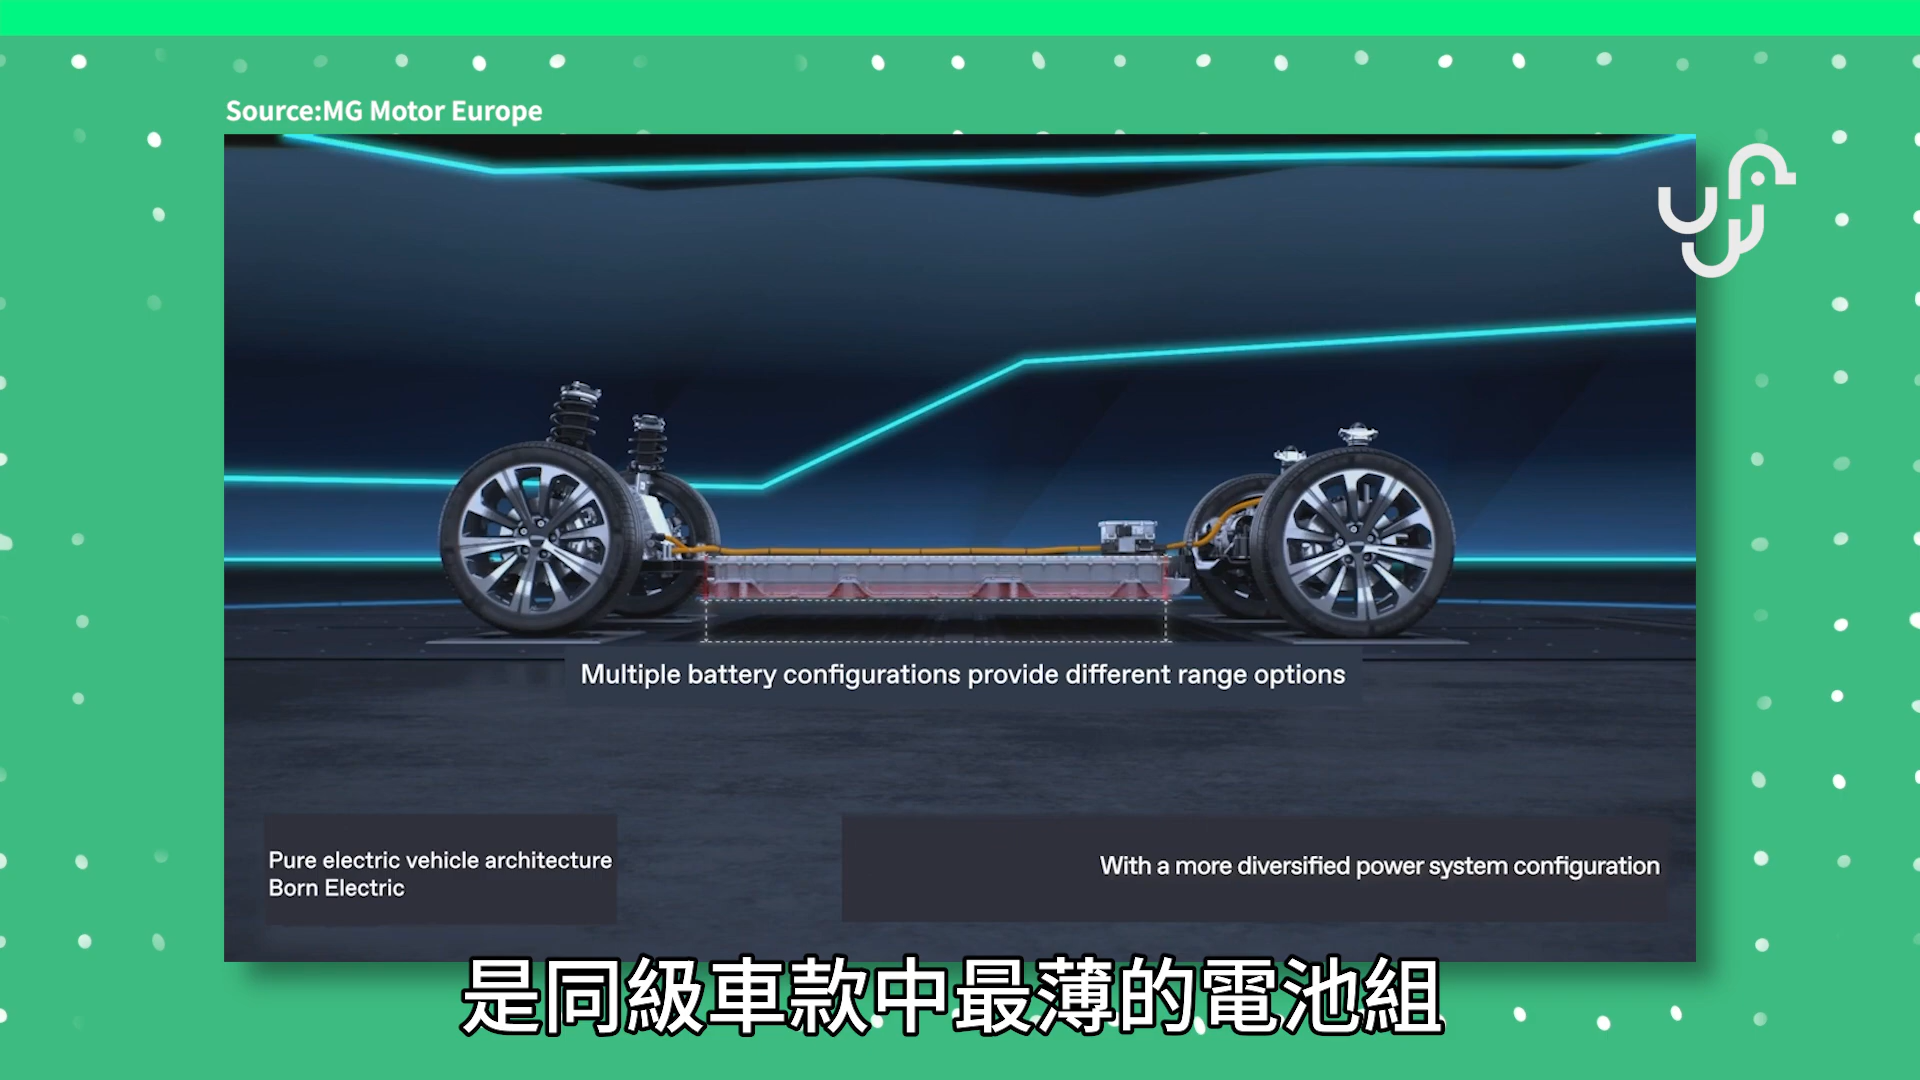 Source:MG Motor Europe
Multiple battery configurations provide different range options
Pure electric vehicle architecture
Born Electric
With a more diversified power system configuration
是同級車款中最薄的電池組